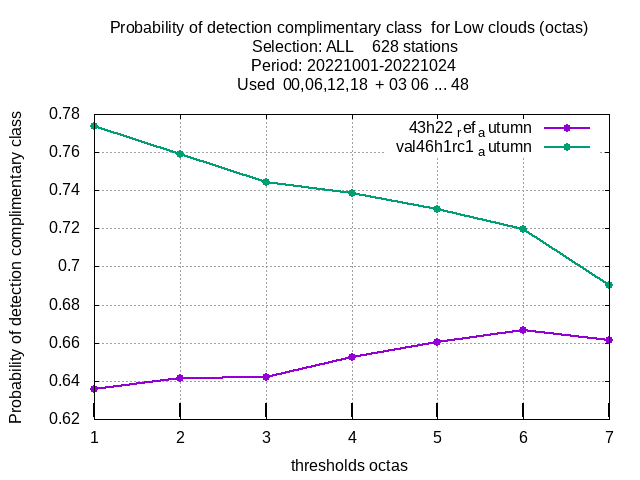 Probability of detection complimentary class  for Low clouds (octas)
Selection: ALL    628 stations
Period: 20221001-20221024
Used  00,06,12,18  + 03 06 ... 48
Probability of detection complimentary class
0.78
0.76
0.74
0.72
0.7
0.68
0.66
0.64
0.62
43h22 ref autumn
val46h1rc1 autumn
1 2 3 4 5 6 7
thresholds octas